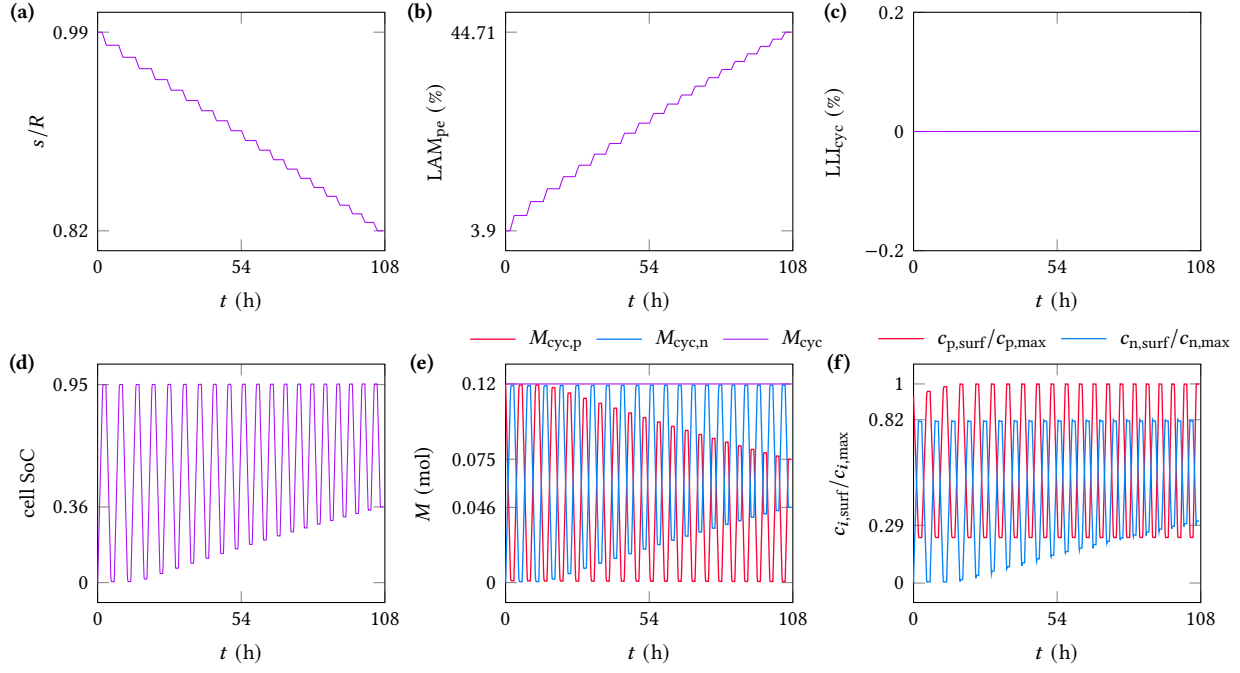 (a)
0.99
0.82
s/R
0
54
108
t (h)
(b)
44.71
3.9
LAMpe (%)
0
54
108
t (h)
(c)
0.2
0
−0.2
LLIcyc (%)
0
54
108
t (h)
Mcyc,p Mcyc,n Mcyc
cp,surf/cp,max cn,surf/cn,max
(d)
0.95
0.36
0
cell SoC
0
54
108
t (h)
(e)
0.12
0.075
0.046
0
M (mol)
0
54
108
t (h)
(f)
1
0.82
0.29
0
ci,surf/ci,max
0
54
108
t (h)